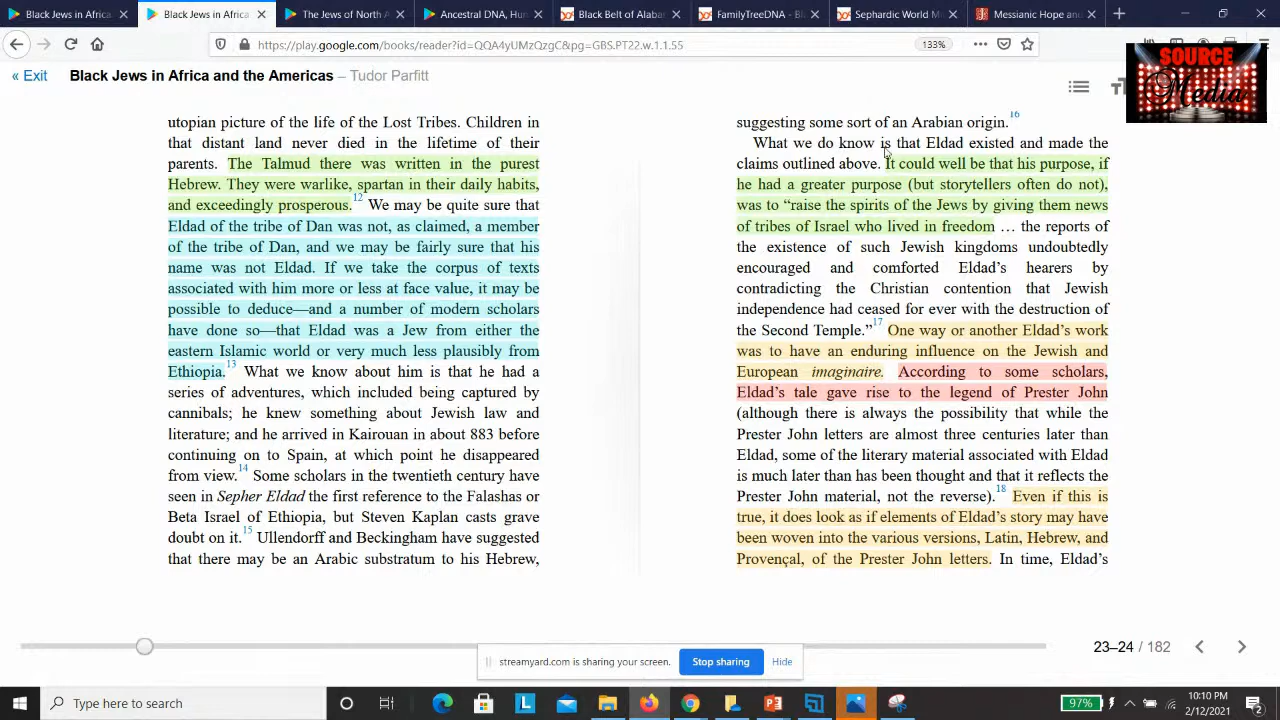 Black Jews in Africa
Black Jews in Africa
The Jews of North A
Ancestral DNA, Hun
Black Belt of Alabam
FamilyTreeDNA - B
Sephardic World Mo
Messianic Hope and
133%
« Exit
Black Jews in Africa and the Americas – Tudor Parfitt
SOURCE
Media
utopian picture of the life of the Lost Tribes. Childn in
that distant land never died in the lifetime of their
parents. The Talmud there was written in the purest
Hebrew. They were warlike, spartan in their daily habits,
and exceedingly prosperous.12 We may be quite sure that
Eldad of the tribe of Dan was not, as claimed, a member
of the tribe of Dan, and we may be fairly sure that his
name was not Eldad. If we take the corpus of texts
associated with him more or less at face value, it may be
possible to deduce—and a number of modern scholars
have done so—that Eldad was a Jew from either the
eastern Islamic world or very much less plausibly from
Ethiopia.13 What we know about him is that he had a
series of adventures, which included being captured by
cannibals; he knew something about Jewish law and
literature; and he arrived in Kairouan in about 883 before
continuing on to Spain, at which point he disappeared
from view.14 Some scholars in the twentieth century have
seen in Sepher Eldad the first reference to the Falashas or
Beta Israel of Ethiopia, but Steven Kaplan casts grave
doubt on it.15 Ullendorff and Beckingham have suggested
that there may be an Arabic substratum to his Hebrew,
suggesting some sort of an Arabian origin.16
What we do know is that Eldad existed and made the
claims outlined above. It could well be that his purpose, if
he had a greater purpose (but storytellers often do not),
was to “raise the spirits of the Jews by giving them news
of tribes of Israel who lived in freedom … the reports of
the existence of such Jewish kingdoms undoubtedly
encouraged and comforted Eldad’s hearers by
contradicting the Christian contention that Jewish
independence had ceased for ever with the destruction of
the Second Temple.”17 One way or another Eldad’s work
was to have an enduring influence on the Jewish and
European imaginaire. According to some scholars,
Eldad’s tale gave rise to the legend of Prester John
(although there is always the possibility that while the
Prester John letters are almost three centuries later than
Eldad, some of the literary material associated with Eldad
is much later than has been thought and that it reflects the
Prester John material, not the reverse).18 Even if this is
true, it does look as if elements of Eldad’s story may have
been woven into the various versions, Latin, Hebrew, and
Provençal, of the Prester John letters. In time, Eldad’s
23–24 / 182
streamyard.com is sharing your screen.
Stop sharing
Hide
Type here to search
97%
10:10 PM
2/12/2021
2